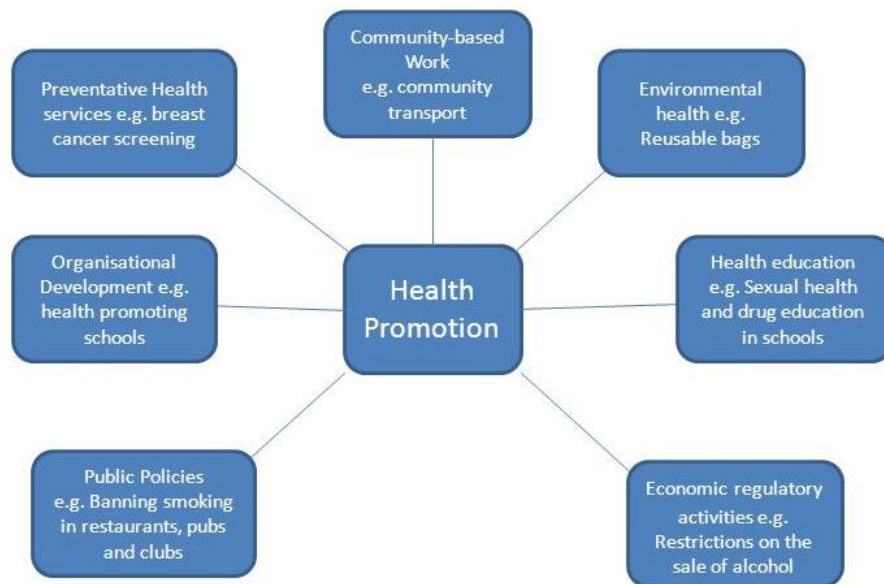 Community-based
Work
e.g. community
transport
Preventative Health
services e.g. breast
cancer screening
Environmental
health e.g.
Reusable bags
Organisational
Development e.g.
health promoting
schools
Health
Promotion
Health education
e.g. Sexual health
and drug education
in schools
Public Policies
e.g. Banning smoking
in restaurants, pubs
and clubs
Economic regulatory
activities e.g.
Restrictions on the
sale of alcohol